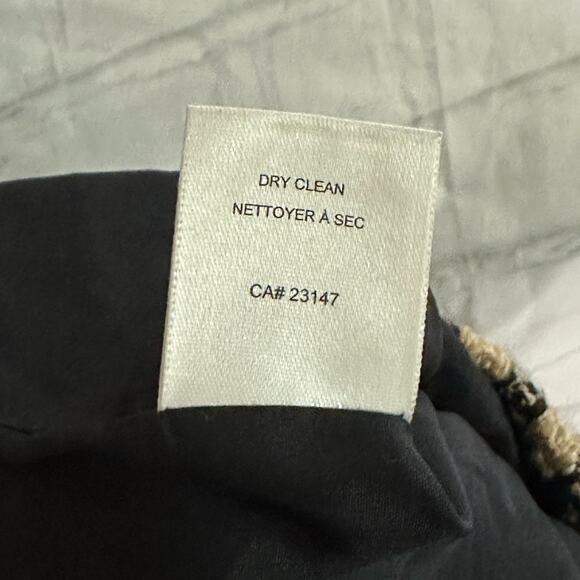 DRY CLEAN
NETTOYER À SEC
CA# 23147